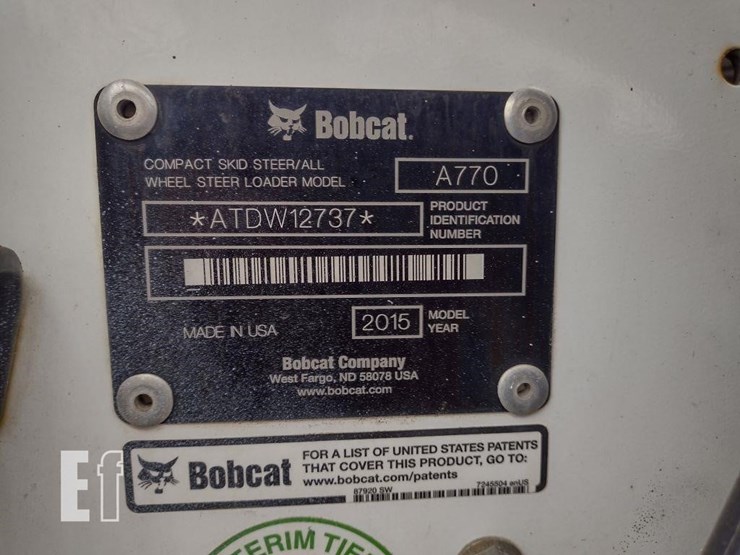 Bobcat.
COMPACT SKID STEER/ALL
WHEEL STEER LOADER MODEL
A770
*ATDW12737*
PRODUCT
IDENTIFICATION
NUMBER
MADE IN USA
2015
MODEL
YEAR
Bobcat Company
West Fargo, ND 58078 USA
www.bobcat.com
Bobcat
FOR A LIST OF UNITED STATES PATENTS
THAT COVER THIS PRODUCT, GO TO:
www.bobcat.com/patents
87920 SW
7245504 enUS
Ef
TERIM TIE